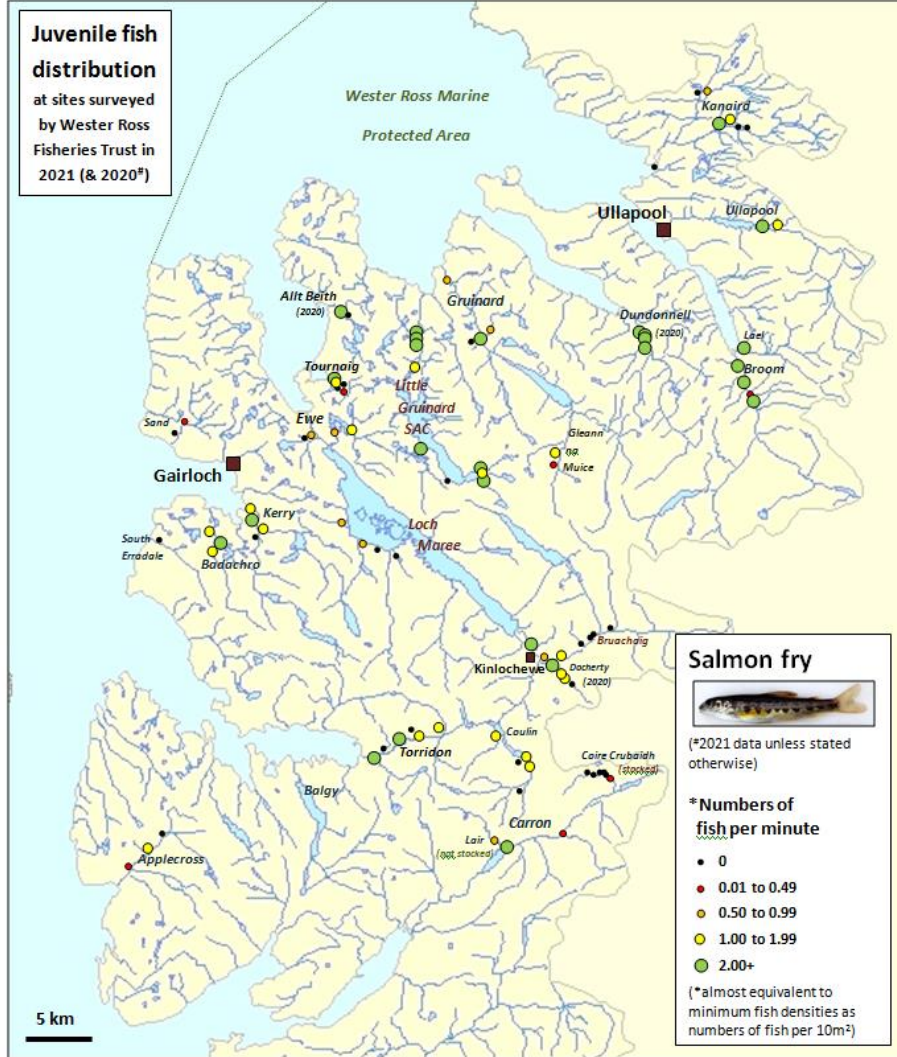 Juvenile fish
distribution
at sites surveyed
by Wester Ross
Fisheries Trust in
2021 (& 2020#)
Wester Ross Marine
Protected Area
Kanaird
Ullapool
Ullapool
Allt Beith
(2020)
Gruinard
Dundonnell
(2020)
Lael
Broom
Tournaig
Little
Gruinard
SAC
Sand
Ewe
Gleann
na
Muice
Gairloch
Kerry
Loch
Maree
South
Erradale
Badachro
Bruachaig
Kinlochewe
Docherty
(2020)
Torridon
Coulin
Coire Crubaidh
(stocked)
Balgy
Carron
Lair
(not stocked)
Applecross
5 km
Salmon fry
(#2021 data unless stated
otherwise)
*Numbers of
fish per minute
0
0.01 to 0.49
0.50 to 0.99
1.00 to 1.99
2.00+
(*almost equivalent to
minimum fish densities as
numbers of fish per 10m²)